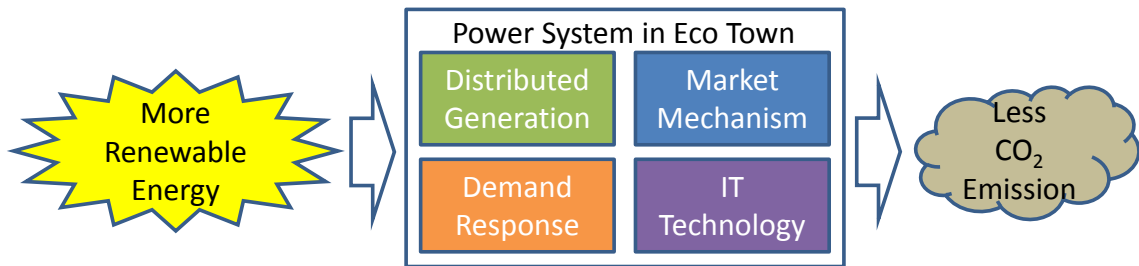 More
Renewable
Energy
Power System in Eco Town
Distributed
Generation
Market
Mechanism
Demand
Response
IT
Technology
Less
CO₂
Emission